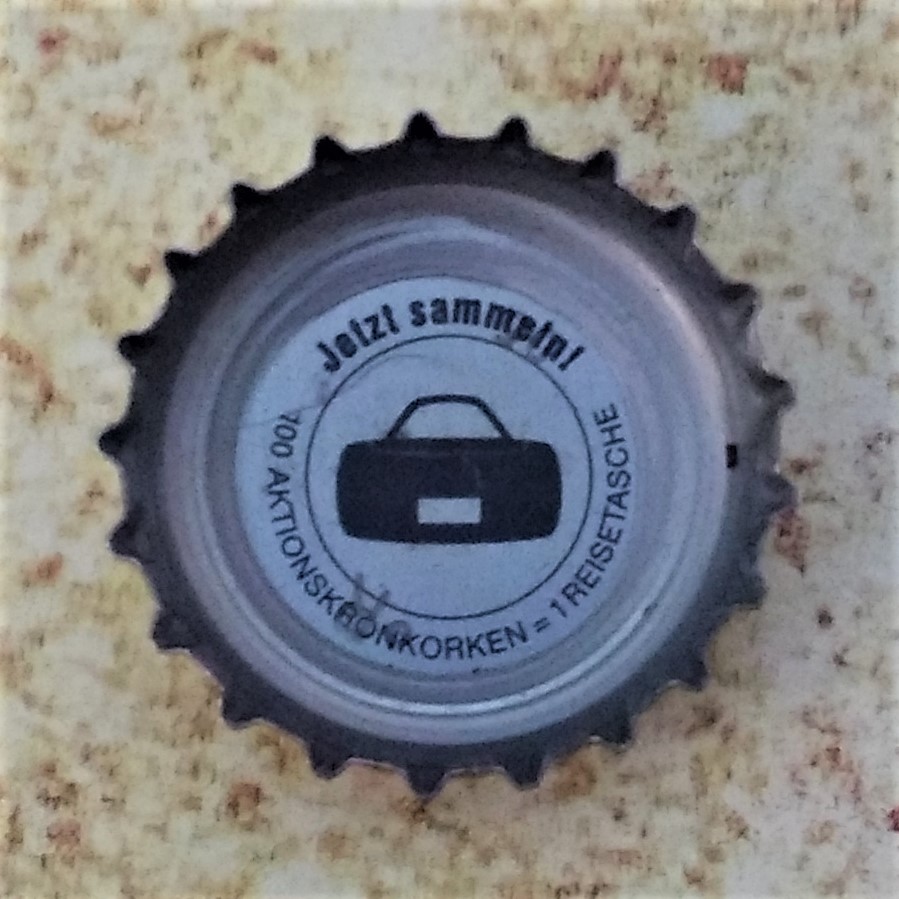 Jetzt sammeln!
100 AKTIONSKRONKORKEN = 1 REISETASCHE